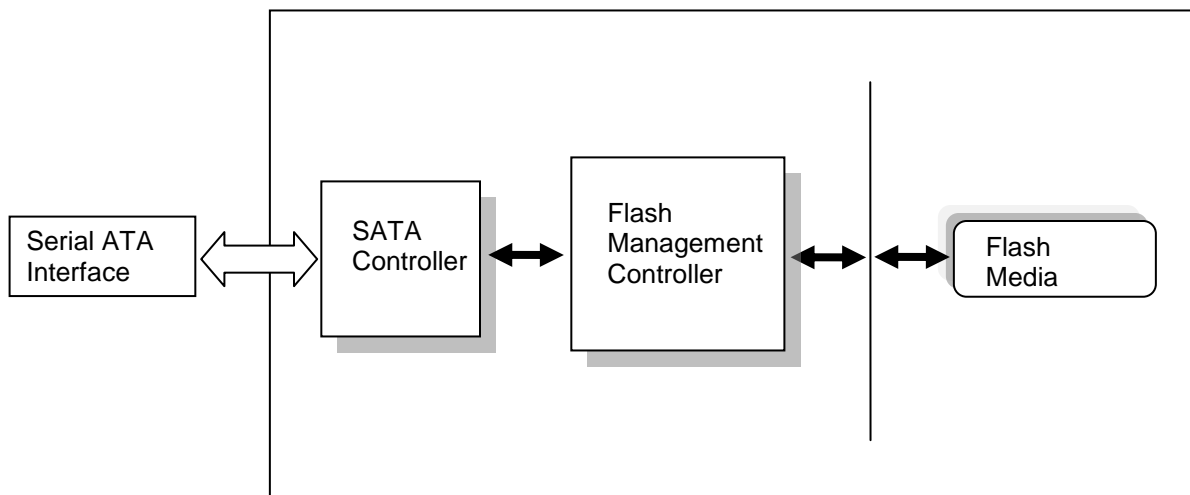 Serial ATA
Interface
SATA
Controller
Flash
Management
Controller
Flash
Media